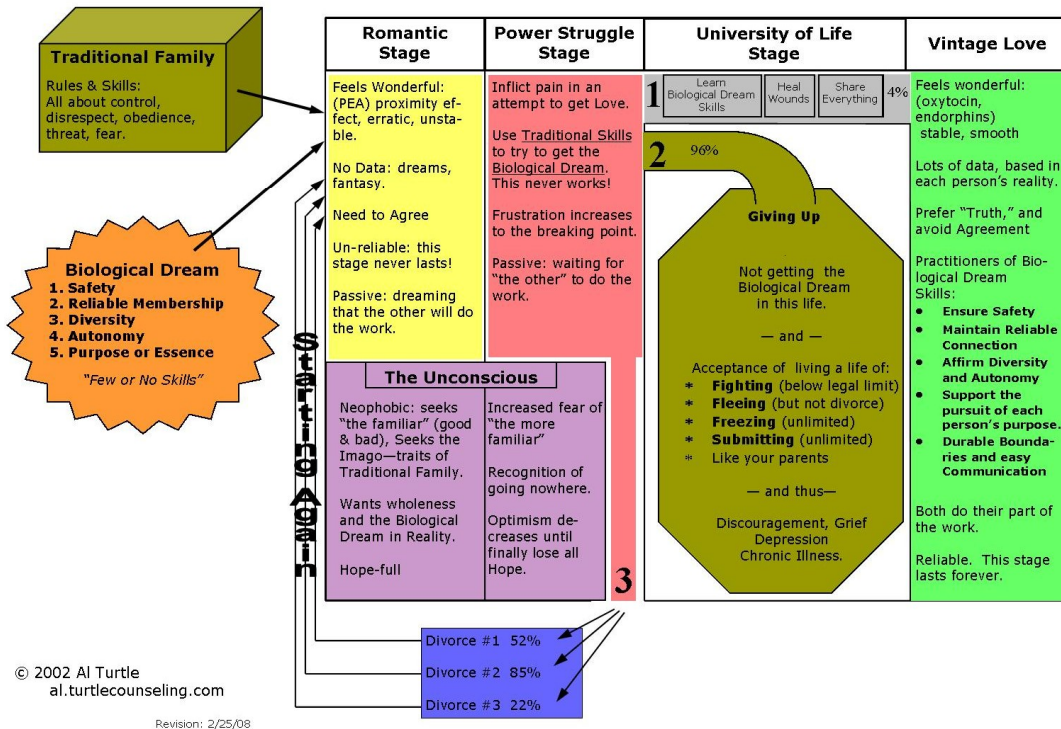 Traditional Family
Rules & Skills:
All about control,
disrespect, obedience,
threat, fear.
Biological Dream
1. Safety
2. Reliable Membership
3. Diversity
4. Autonomy
5. Purpose or Essence
"Few or No Skills"
Starting Again
Romantic
Stage
Feels Wonderful:
(PEA) proximity ef-
fect, erratic, unsta-
ble.
No Data: dreams,
fantasy.
Need to Agree
Un-reliable: this
stage never lasts!
Passive: dreaming
that the other will do
the work.
Power Struggle
Stage
Inflict pain in an
attempt to get Love.
Use Traditional Skills
to try to get the
Biological Dream.
This never works!
Frustration increases
to the breaking point.
Passive: waiting for
"the other" to do the
work.
The Unconscious
Neophobic: seeks
"the familiar" (good
& bad), Seeks the
Imago—traits of
Traditional Family.
Wants wholeness
and the Biological
Dream in Reality.
Hope-full
Increased fear of
"the more
familiar"
Recognition of
going nowhere.
Optimism de-
creases until
finally lose all
Hope.
3
University of Life
Stage
1
Learn
Biological Dream
Skills
Heal
Wounds
Share
Everything
4%
2
96%
Giving Up
Not getting the
Biological Dream
in this life.
— and —
Acceptance of living a life of:
* Fighting (below legal limit)
* Fleeing (but not divorce)
* Freezing (unlimited)
* Submitting (unlimited)
* Like your parents
— and thus—
Discouragement, Grief
Depression
Chronic Illness.
Vintage Love
Feels wonderful:
(oxytocin,
endorphins)
stable, smooth
Lots of data, based in
each person's reality.
Prefer "Truth," and
avoid Agreement
Practitioners of Bio-
logical Dream
Skills:
• Ensure Safety
• Maintain Reliable
Connection
• Affirm Diversity
and Autonomy
• Support the
pursuit of each
person's purpose.
• Durable Bounda-
ries and easy
Communication
Both do their part of
the work.
Reliable. This stage
lasts forever.
Divorce #1 52%
Divorce #2 85%
Divorce #3 22%
© 2002 Al Turtle
al.turtlecounseling.com
Revision: 2/25/08